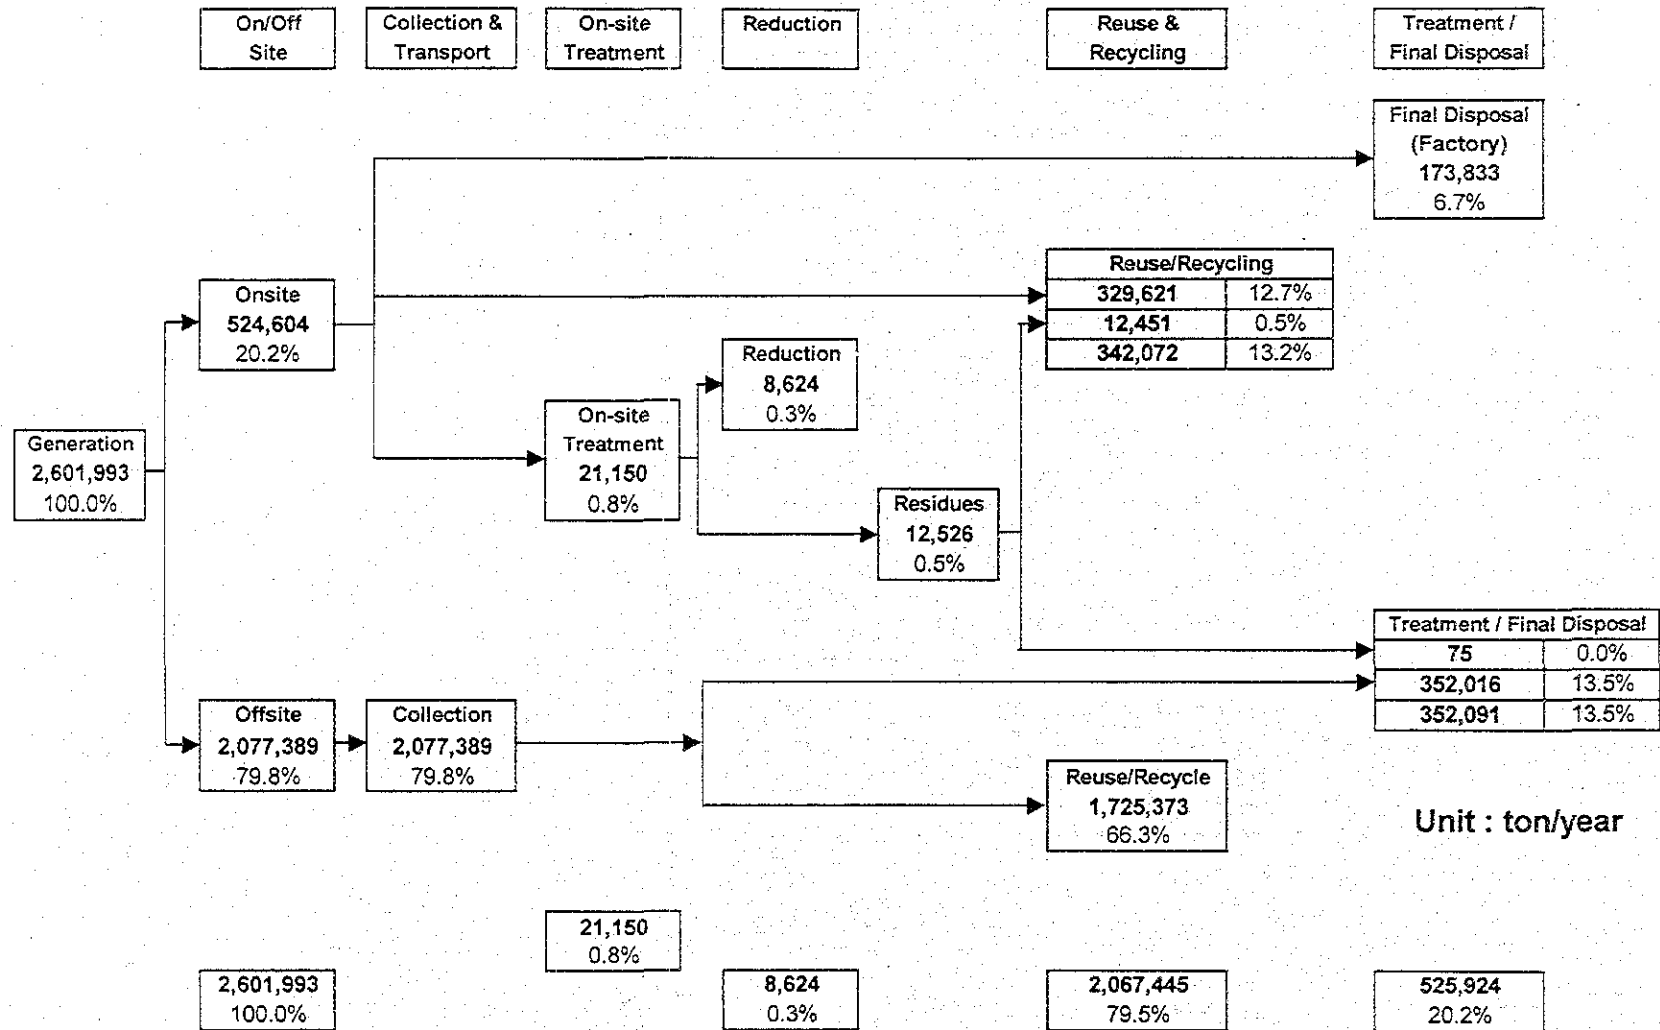 On/Off
Site
Collection &
Transport
On-site
Treatment
Reduction
Reuse &
Recycling
Treatment /
Final Disposal
Final Disposal
(Factory)
173,833
6.7%
Reuse/Recycling
329,621 12.7%
12,451 0.5%
342,072 13.2%
Onsite
524,604
20.2%
Reduction
8,624
0.3%
On-site
Treatment
21,150
0.8%
Generation
2,601,993
100.0%
Residues
12,526
0.5%
Treatment / Final Disposal
75 0.0%
352,016 13.5%
352,091 13.5%
Offsite
2,077,389
79.8%
Collection
2,077,389
79.8%
Reuse/Recycle
1,725,373
66.3%
Unit : ton/year
21,150
0.8%
2,601,993
100.0%
8,624
0.3%
2,067,445
79.5%
525,924
20.2%